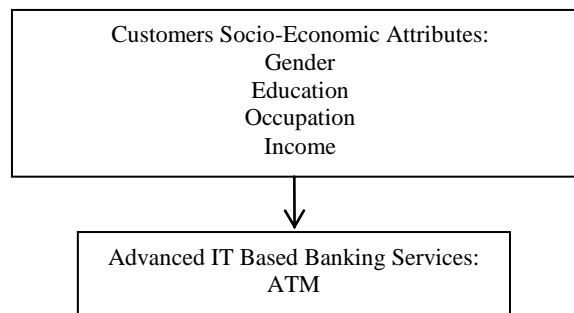 Customers Socio-Economic Attributes:
Gender
Education
Occupation
Income
Advanced IT Based Banking Services:
ATM